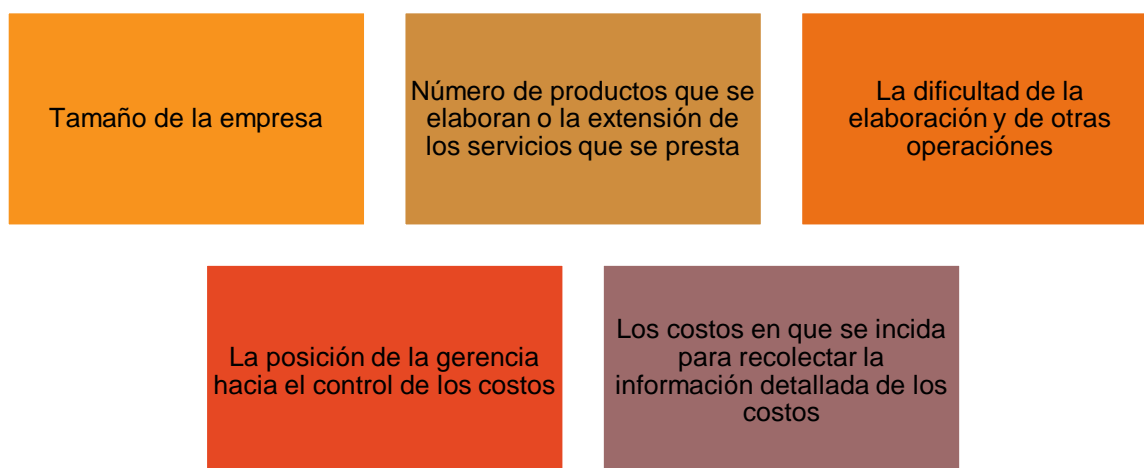 Tamaño de la empresa
Número de productos que se
elaboran o la extensión de
los servicios que se presta
La dificultad de la
elaboración y de otras
operaciónes
La posición de la gerencia
hacia el control de los costos
Los costos en que se incida
para recolectar la
información detallada de los
costos